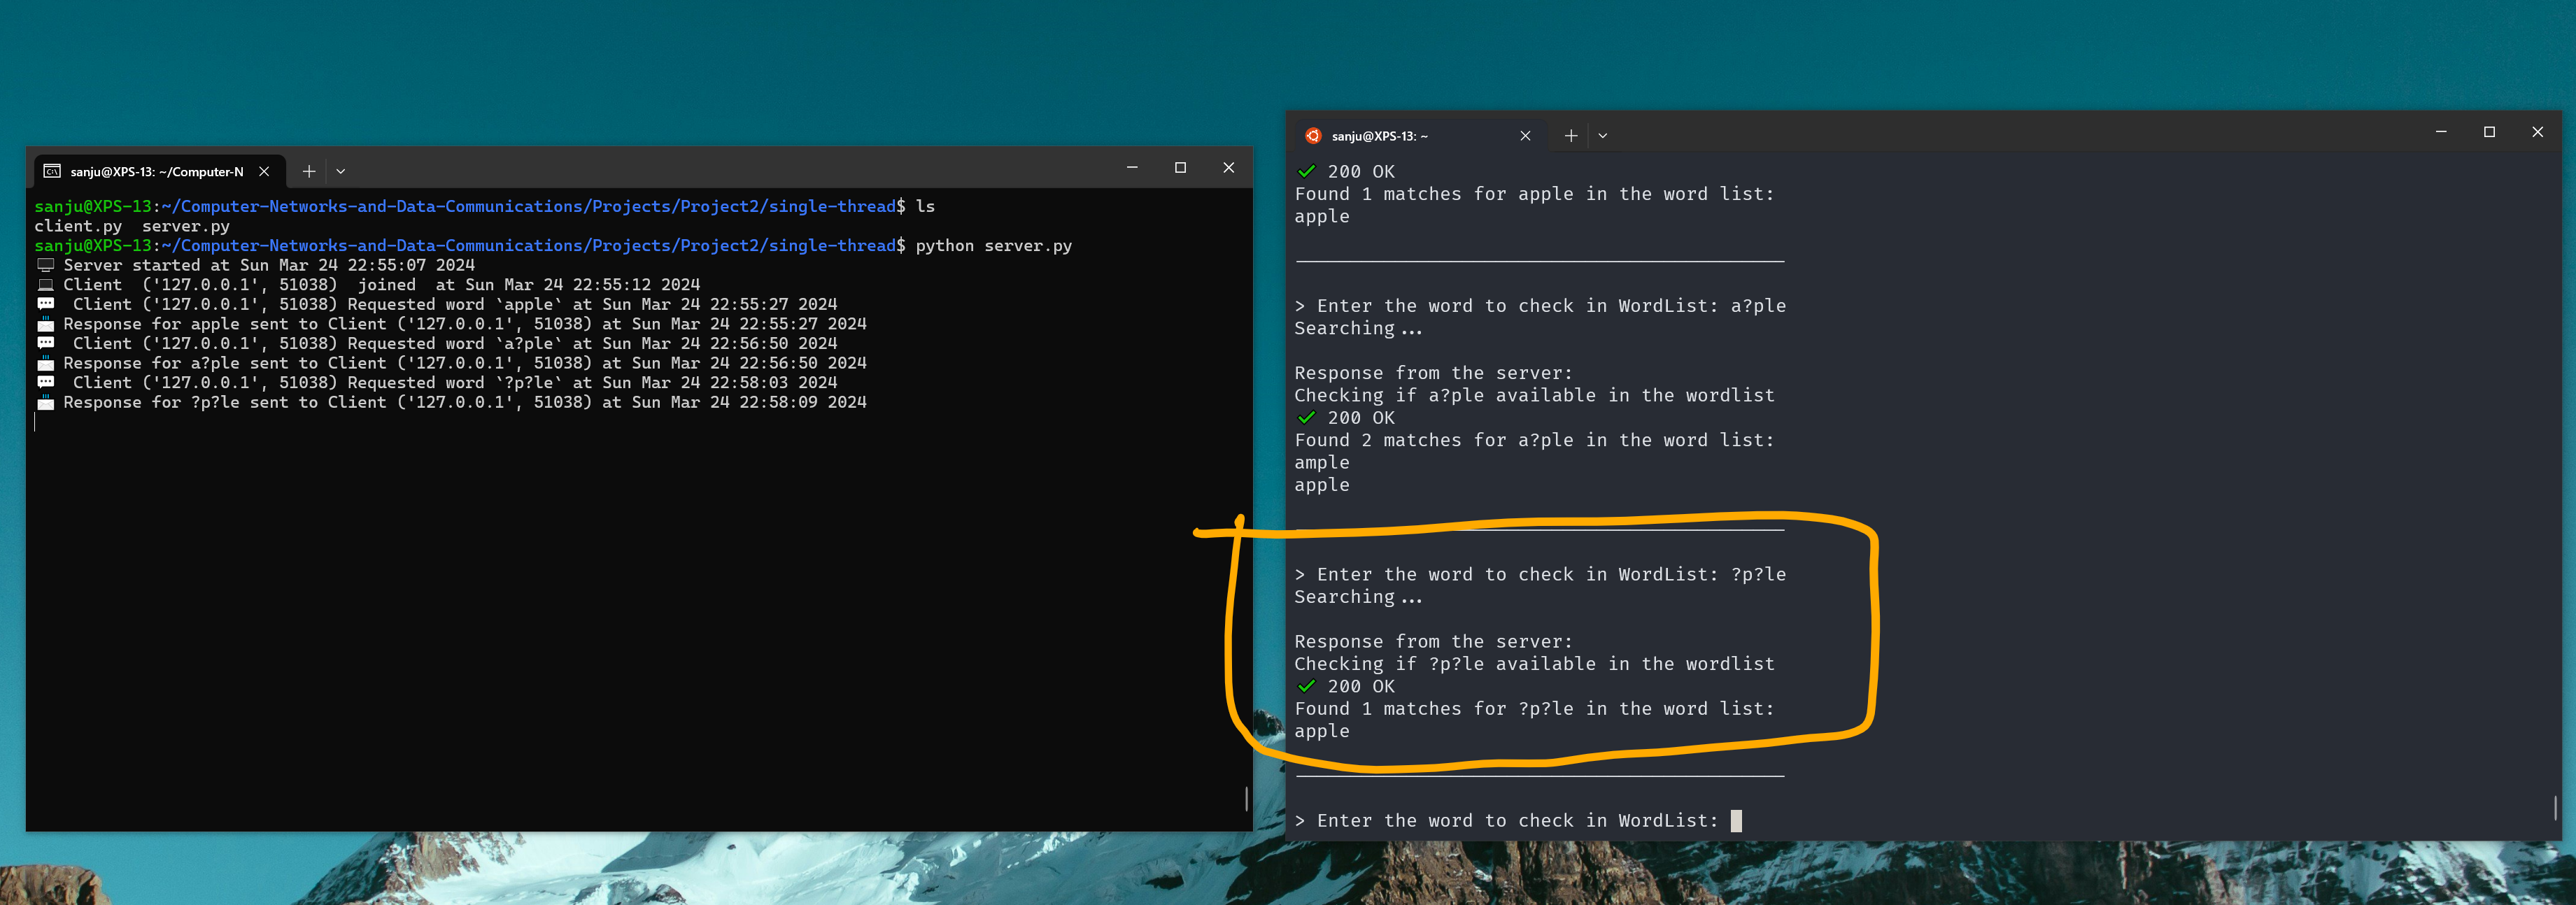 sanju@XPS-13: ~/Computer-N
sanju@XPS-13:~/Computer-Networks-and-Data-Communications/Projects/Project2/single-thread$ ls
client.py  server.py
sanju@XPS-13:~/Computer-Networks-and-Data-Communications/Projects/Project2/single-thread$ python server.py
Server started at Sun Mar 24 22:55:07 2024
Client  ('127.0.0.1', 51038)  joined  at Sun Mar 24 22:55:12 2024
Client ('127.0.0.1', 51038) Requested word `apple` at Sun Mar 24 22:55:27 2024
Response for apple sent to Client ('127.0.0.1', 51038) at Sun Mar 24 22:55:27 2024
Client ('127.0.0.1', 51038) Requested word `a?ple` at Sun Mar 24 22:56:50 2024
Response for a?ple sent to Client ('127.0.0.1', 51038) at Sun Mar 24 22:56:50 2024
Client ('127.0.0.1', 51038) Requested word `?p?le` at Sun Mar 24 22:58:03 2024
Response for ?p?le sent to Client ('127.0.0.1', 51038) at Sun Mar 24 22:58:09 2024
sanju@XPS-13: ~
✔ 200 OK
Found 1 matches for apple in the word list:
apple
> Enter the word to check in WordList: a?ple
Searching...
Response from the server:
Checking if a?ple available in the wordlist
✔ 200 OK
Found 2 matches for a?ple in the word list:
ample
apple
> Enter the word to check in WordList: ?p?le
Searching...
Response from the server:
Checking if ?p?le available in the wordlist
✔ 200 OK
Found 1 matches for ?p?le in the word list:
apple
> Enter the word to check in WordList: